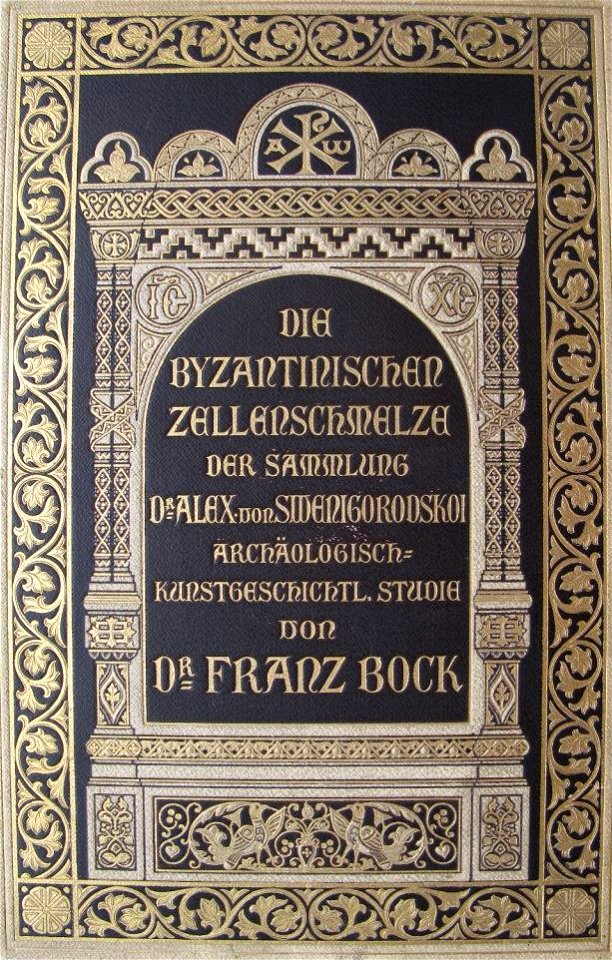 Α Ѡ
IC XC
DIE
BYZANTINISCHEN
ZELLENSCHMELZE
DER SAMMLUNG
DR ALEX. von SWENIGORODSKOI
ARCHÄOLOGISCH=
KUNSTGESCHICHTL. STUDIE
von
DR FRANZ BOCK